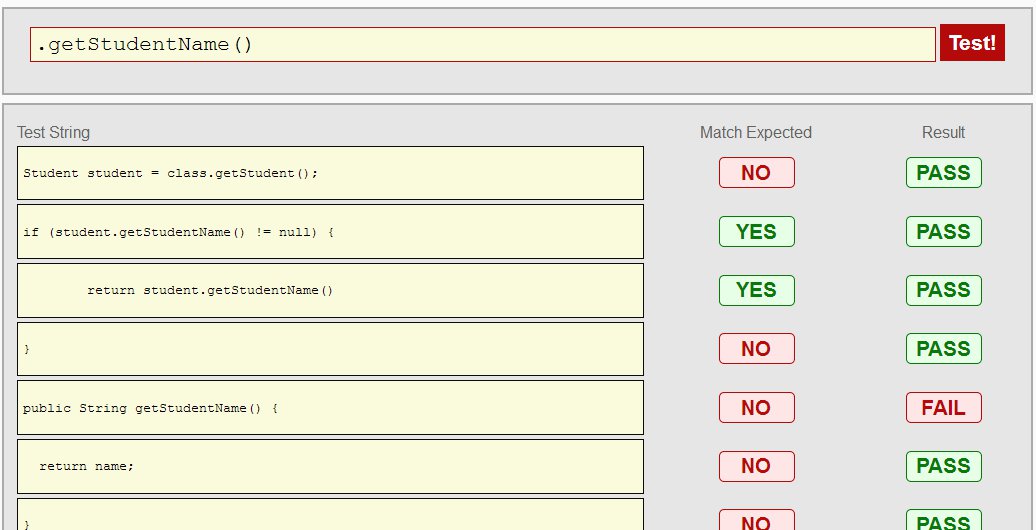 .getStudentName() Test!
Test String Match Expected Result
Student student = class.getStudent(); NO PASS
if (student.getStudentName() != null) { YES PASS
return student.getStudentName() YES PASS
} NO PASS
public String getStudentName() { NO FAIL
return name; NO PASS
} NO PASS